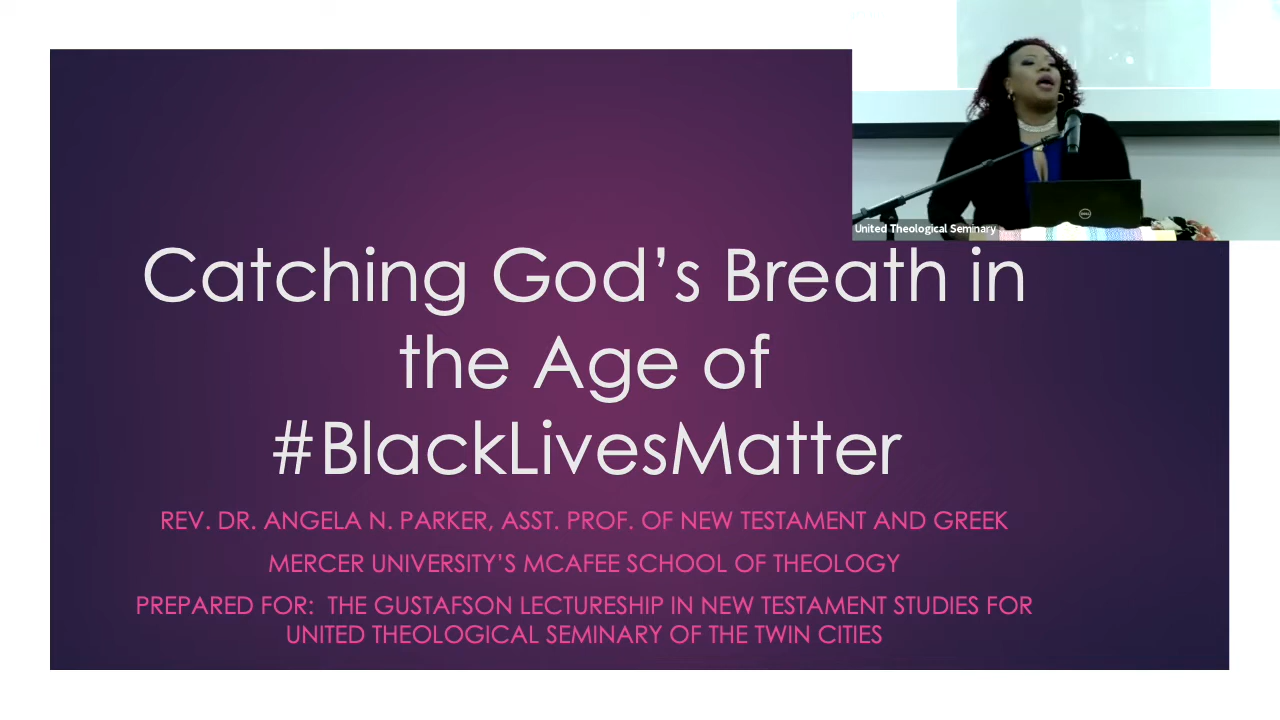 United Theological Seminary
Catching God’s Breath in
the Age of
#BlackLivesMatter
REV. DR. ANGELA N. PARKER, ASST. PROF. OF NEW TESTAMENT AND GREEK
MERCER UNIVERSITY’S MCAFEE SCHOOL OF THEOLOGY
PREPARED FOR: THE GUSTAFSON LECTURESHIP IN NEW TESTAMENT STUDIES FOR
UNITED THEOLOGICAL SEMINARY OF THE TWIN CITIES